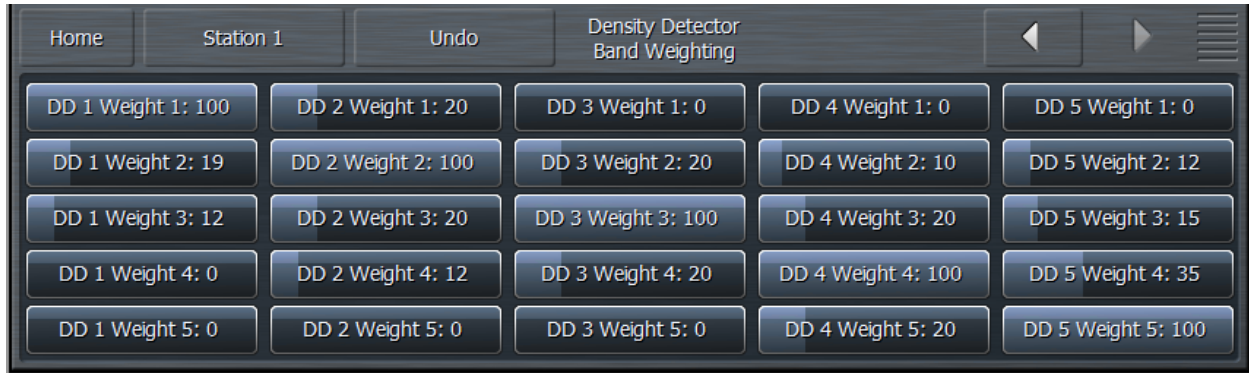 Home Station 1 Undo Density Detector
Band Weighting
DD 1 Weight 1: 100 DD 2 Weight 1: 20 DD 3 Weight 1: 0 DD 4 Weight 1: 0 DD 5 Weight 1: 0
DD 1 Weight 2: 19 DD 2 Weight 2: 100 DD 3 Weight 2: 20 DD 4 Weight 2: 10 DD 5 Weight 2: 12
DD 1 Weight 3: 12 DD 2 Weight 3: 20 DD 3 Weight 3: 100 DD 4 Weight 3: 20 DD 5 Weight 3: 15
DD 1 Weight 4: 0 DD 2 Weight 4: 12 DD 3 Weight 4: 20 DD 4 Weight 4: 100 DD 5 Weight 4: 35
DD 1 Weight 5: 0 DD 2 Weight 5: 0 DD 3 Weight 5: 0 DD 4 Weight 5: 20 DD 5 Weight 5: 100